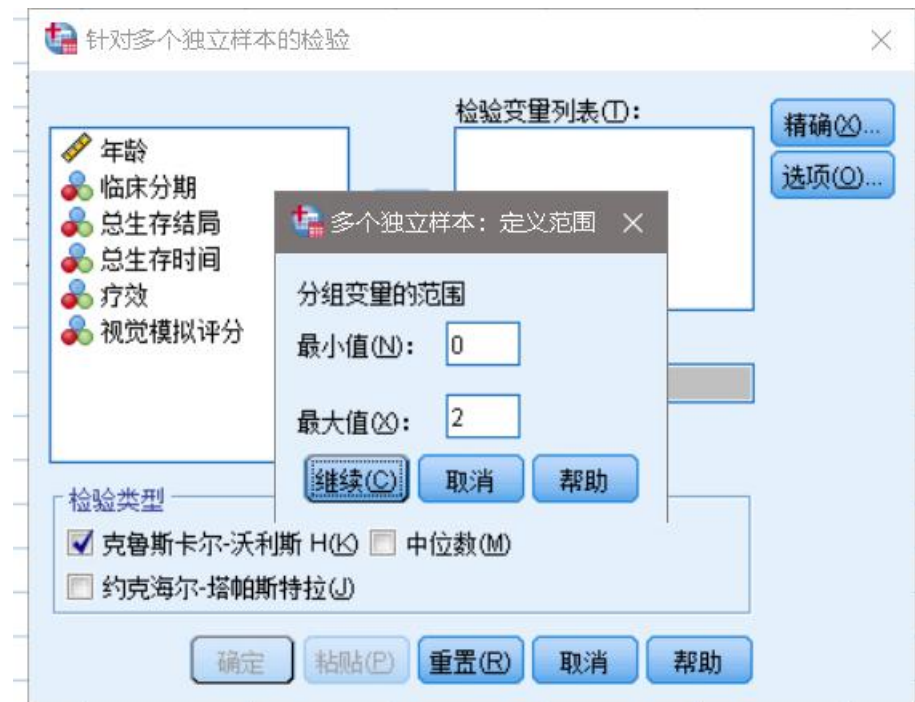 针对多个独立样本的检验
检验变量列表(T):
精确(X)...
选项(O)...
年龄
临床分期
总生存结局
总生存时间
疗效
视觉模拟评分
多个独立样本: 定义范围
分组变量的范围
最小值(N): 0
最大值(X): 2
继续(C) 取消 帮助
检验类型
克鲁斯卡尔-沃利斯 H(K) 中位数(M)
约克海尔-塔帕斯特拉(J)
确定 粘贴(P) 重置(R) 取消 帮助